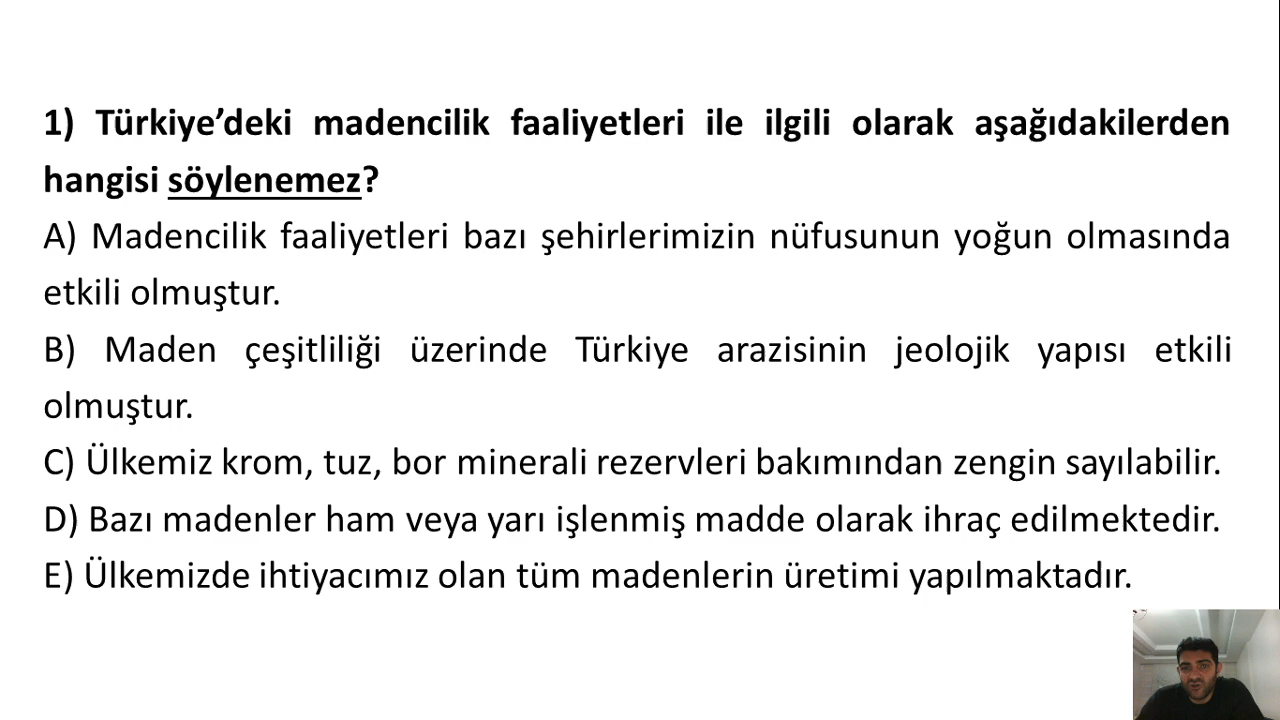 1) Türkiye’deki madencilik faaliyetleri ile ilgili olarak aşağıdakilerden
hangisi söylenemez?
A) Madencilik faaliyetleri bazı şehirlerimizin nüfusunun yoğun olmasında
etkili olmuştur.
B) Maden çeşitliliği üzerinde Türkiye arazisinin jeolojik yapısı etkili
olmuştur.
C) Ülkemiz krom, tuz, bor minerali rezervleri bakımından zengin sayılabilir.
D) Bazı madenler ham veya yarı işlenmiş madde olarak ihraç edilmektedir.
E) Ülkemizde ihtiyacımız olan tüm madenlerin üretimi yapılmaktadır.